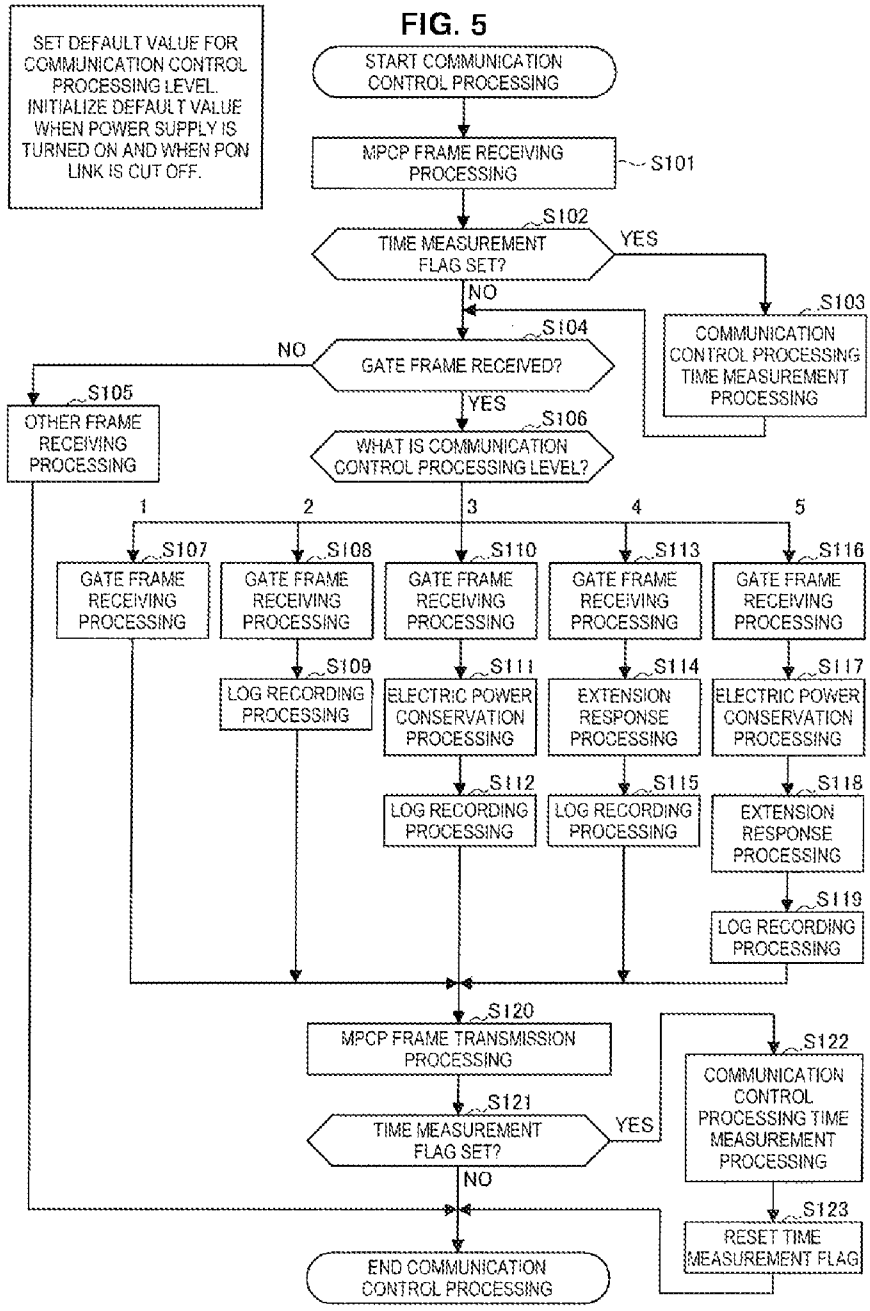 FIG. 5
SET DEFAULT VALUE FOR
COMMUNICATION CONTROL
PROCESSING LEVEL.
INITIALIZE DEFAULT VALUE
WHEN POWER SUPPLY IS
TURNED ON AND WHEN PON
LINK IS CUT OFF.
START COMMUNICATION
CONTROL PROCESSING
MPCP FRAME RECEIVING
PROCESSING
S101
S102
TIME MEASUREMENT
FLAG SET?
YES
NO
S103
COMMUNICATION
CONTROL PROCESSING
TIME MEASUREMENT
PROCESSING
S104
GATE FRAME RECEIVED?
NO
YES
S105
OTHER FRAME
RECEIVING
PROCESSING
S106
WHAT IS COMMUNICATION
CONTROL PROCESSING LEVEL?
1
2
3
4
5
S107
GATE FRAME
RECEIVING
PROCESSING
S108
GATE FRAME
RECEIVING
PROCESSING
S110
GATE FRAME
RECEIVING
PROCESSING
S113
GATE FRAME
RECEIVING
PROCESSING
S116
GATE FRAME
RECEIVING
PROCESSING
S109
LOG RECORDING
PROCESSING
S111
ELECTRIC POWER
CONSERVATION
PROCESSING
S114
EXTENSION
RESPONSE
PROCESSING
S117
ELECTRIC POWER
CONSERVATION
PROCESSING
S112
LOG RECORDING
PROCESSING
S115
LOG RECORDING
PROCESSING
S118
EXTENSION
RESPONSE
PROCESSING
S119
LOG RECORDING
PROCESSING
S120
MPCP FRAME TRANSMISSION
PROCESSING
S121
TIME MEASUREMENT
FLAG SET?
YES
NO
S122
COMMUNICATION
CONTROL
PROCESSING TIME
MEASUREMENT
PROCESSING
S123
RESET TIME
MEASUREMENT FLAG
END COMMUNICATION
CONTROL PROCESSING